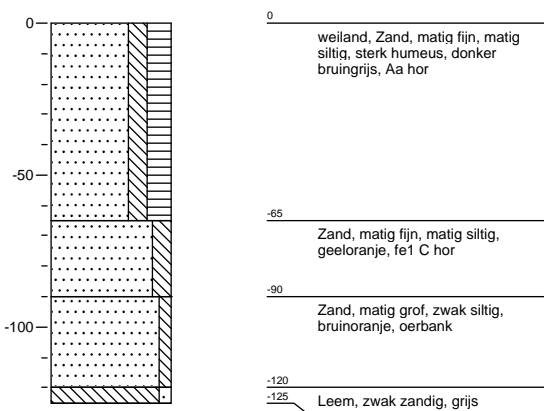 0
-50
-100
0
weiland, Zand, matig fijn, matig
siltig, sterk humeus, donker
bruingrijs, Aa hor
-65
Zand, matig fijn, matig siltig,
geeloranje, fe1 C hor
-90
Zand, matig grof, zwak siltig,
bruinoranje, oerbank
-120
-125
Leem, zwak zandig, grijs